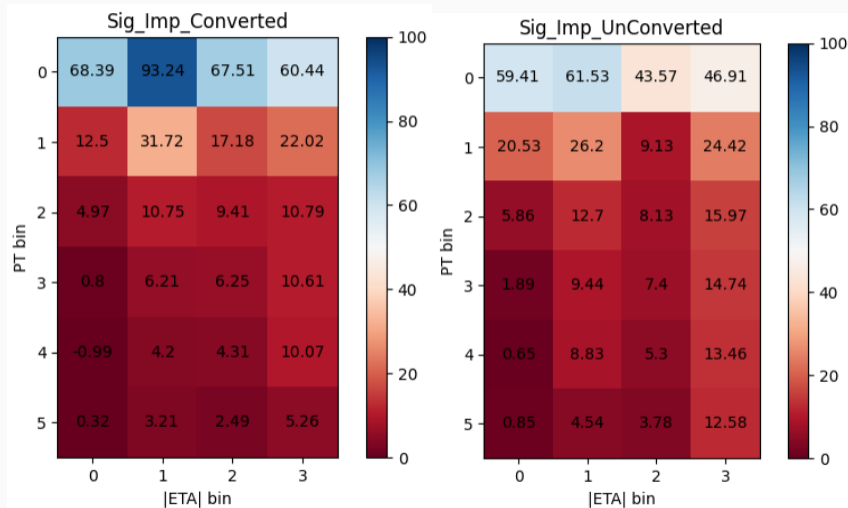 Sig_Imp_Converted
PT bin
0 68.39 93.24 67.51 60.44
1 12.5 31.72 17.18 22.02
2 4.97 10.75 9.41 10.79
3 0.8 6.21 6.25 10.61
4 -0.99 4.2 4.31 10.07
5 0.32 3.21 2.49 5.26
0 1 2 3
|ETA| bin
100
80
60
40
20
0
Sig_Imp_UnConverted
PT bin
0 59.41 61.53 43.57 46.91
1 20.53 26.2 9.13 24.42
2 5.86 12.7 8.13 15.97
3 1.89 9.44 7.4 14.74
4 0.65 8.83 5.3 13.46
5 0.85 4.54 3.78 12.58
0 1 2 3
|ETA| bin
100
80
60
40
20
0